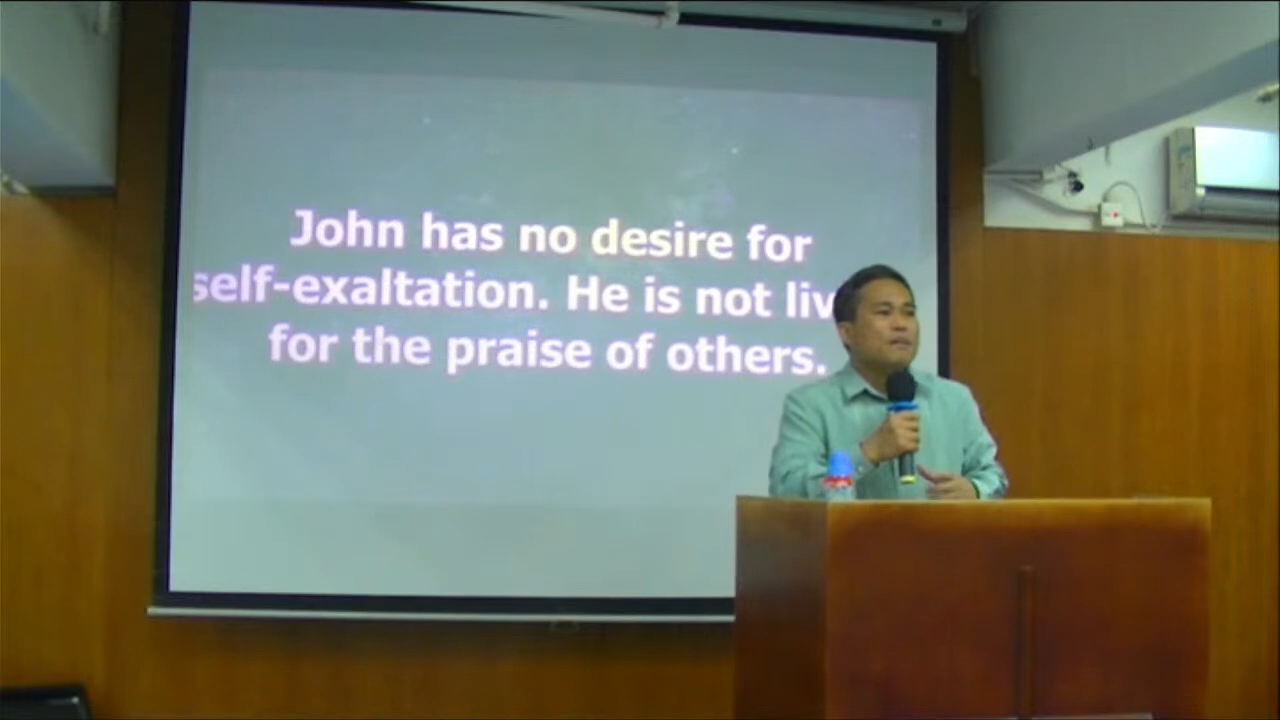 John has no desire for
self-exaltation. He is not liv
for the praise of others.